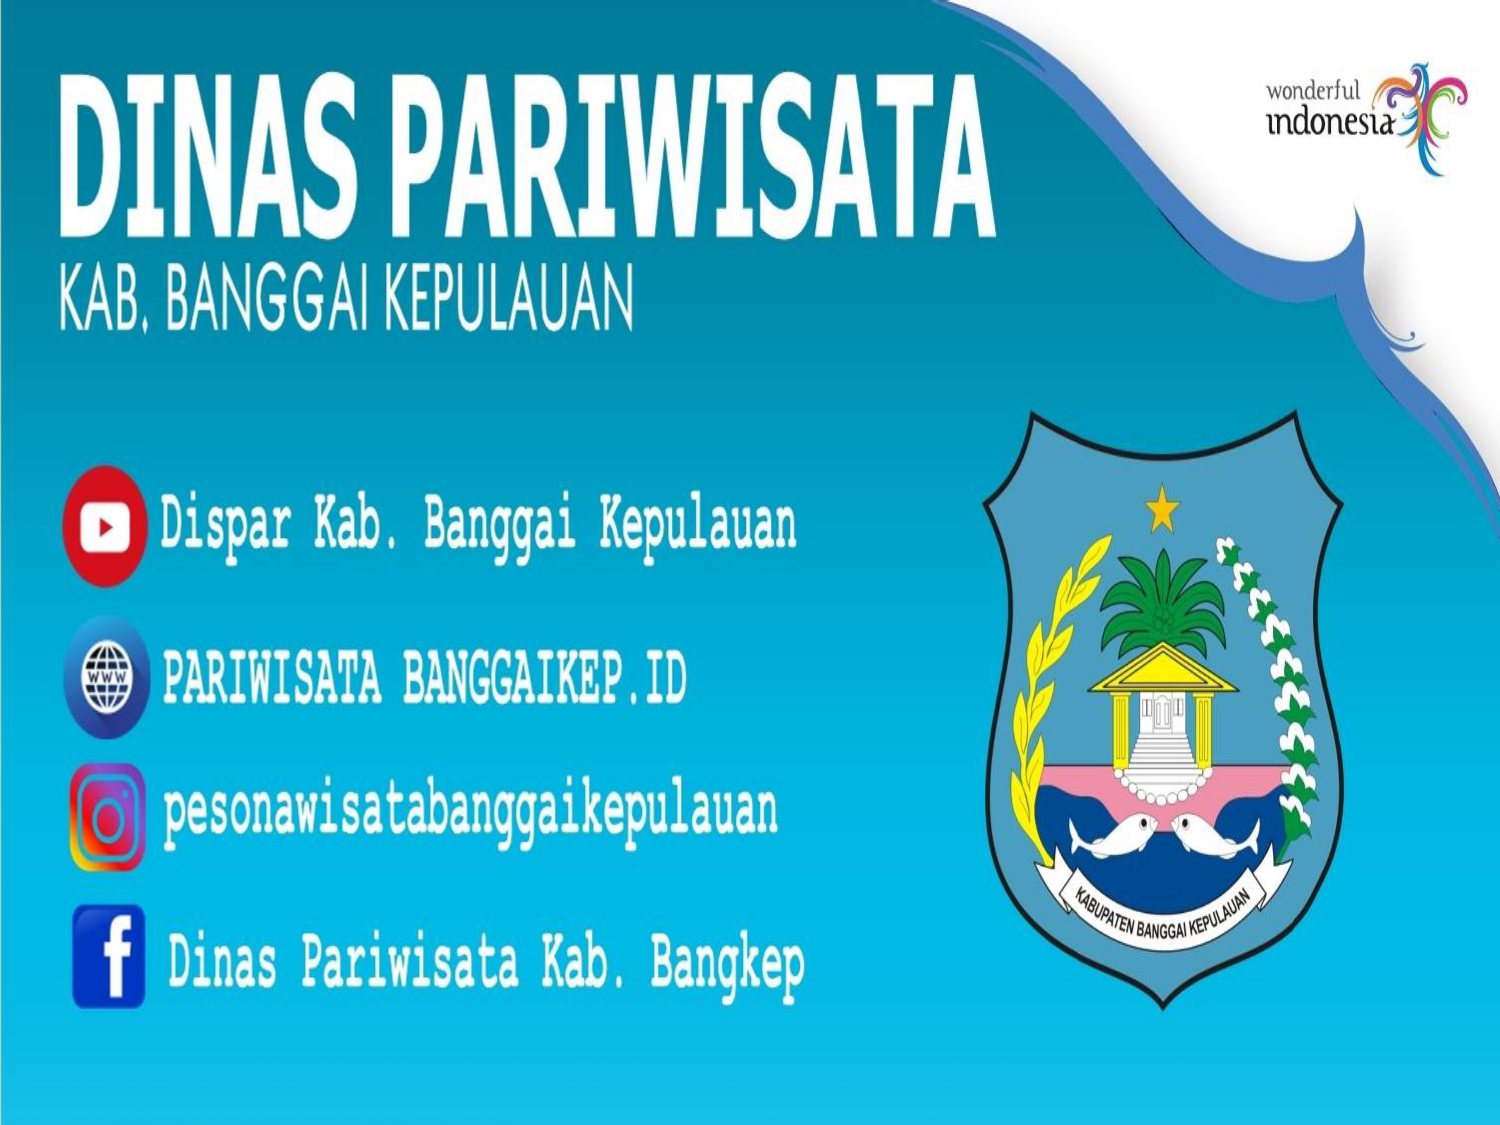 DINAS PARIWISATA
KAB. BANGGAI KEPULAUAN
wonderful
indonesia
Dispar Kab. Banggai Kepulauan
www
PARIWISATA BANGGAIKEP.ID
pesonawisatabanggaikepulauan
Dinas Pariwisata Kab. Bangkep
KABUPATEN BANGGAI KEPULAUAN